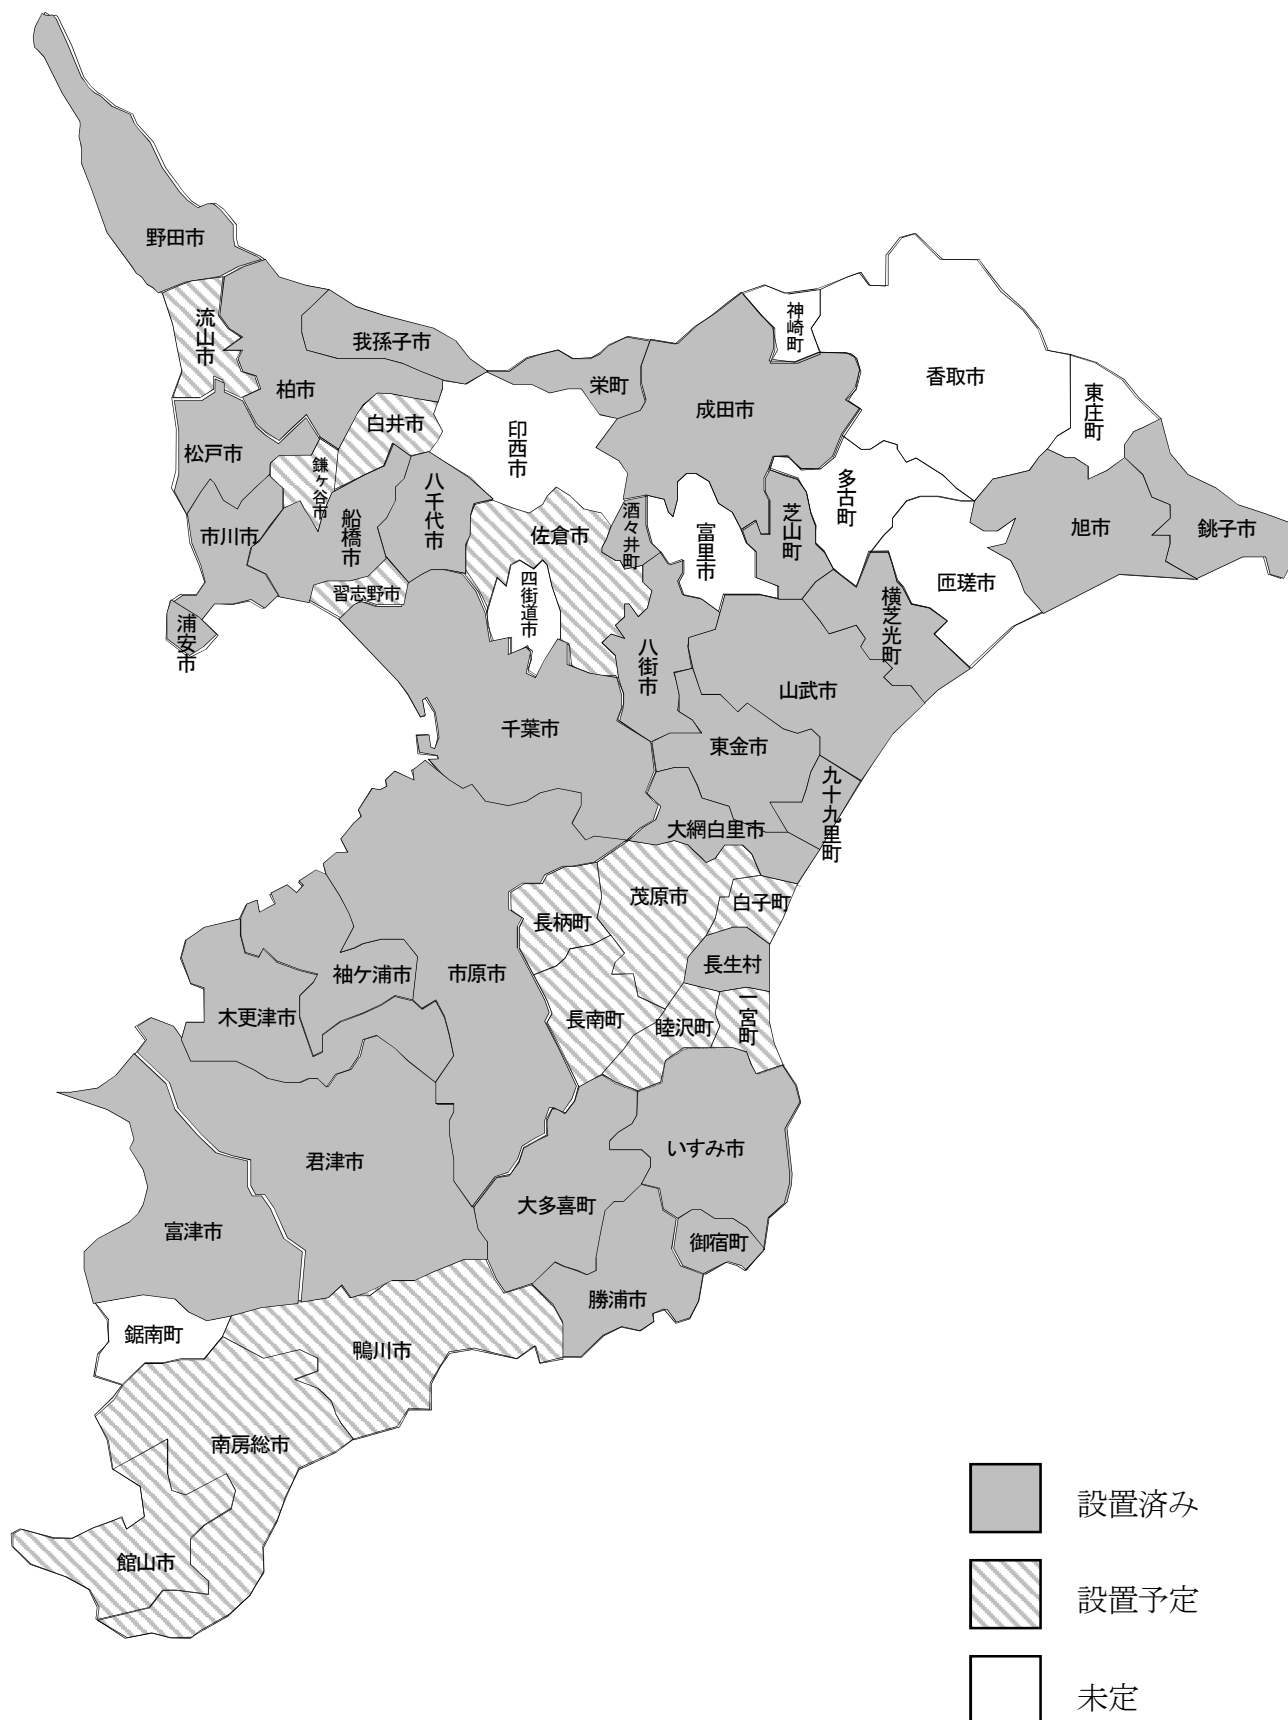 野田市
流山市
我孫子市
柏市
神崎町
香取市
栄町
東庄町
成田市
白井市
印西市
松戸市
鎌ヶ谷市
八千代市
多古町
船橋市
市川市
佐倉市
酒々井町
富里市
芝山町
旭市
銚子市
習志野市
四街道市
匝瑳市
横芝光町
浦安市
八街市
山武市
千葉市
東金市
九十九里町
大網白里市
茂原市
白子町
長柄町
長生村
袖ケ浦市
市原市
木更津市
長南町
睦沢町
一宮町
いすみ市
君津市
大多喜町
富津市
御宿町
勝浦市
鋸南町
鴨川市
南房総市
館山市
設置済み
設置予定
未定